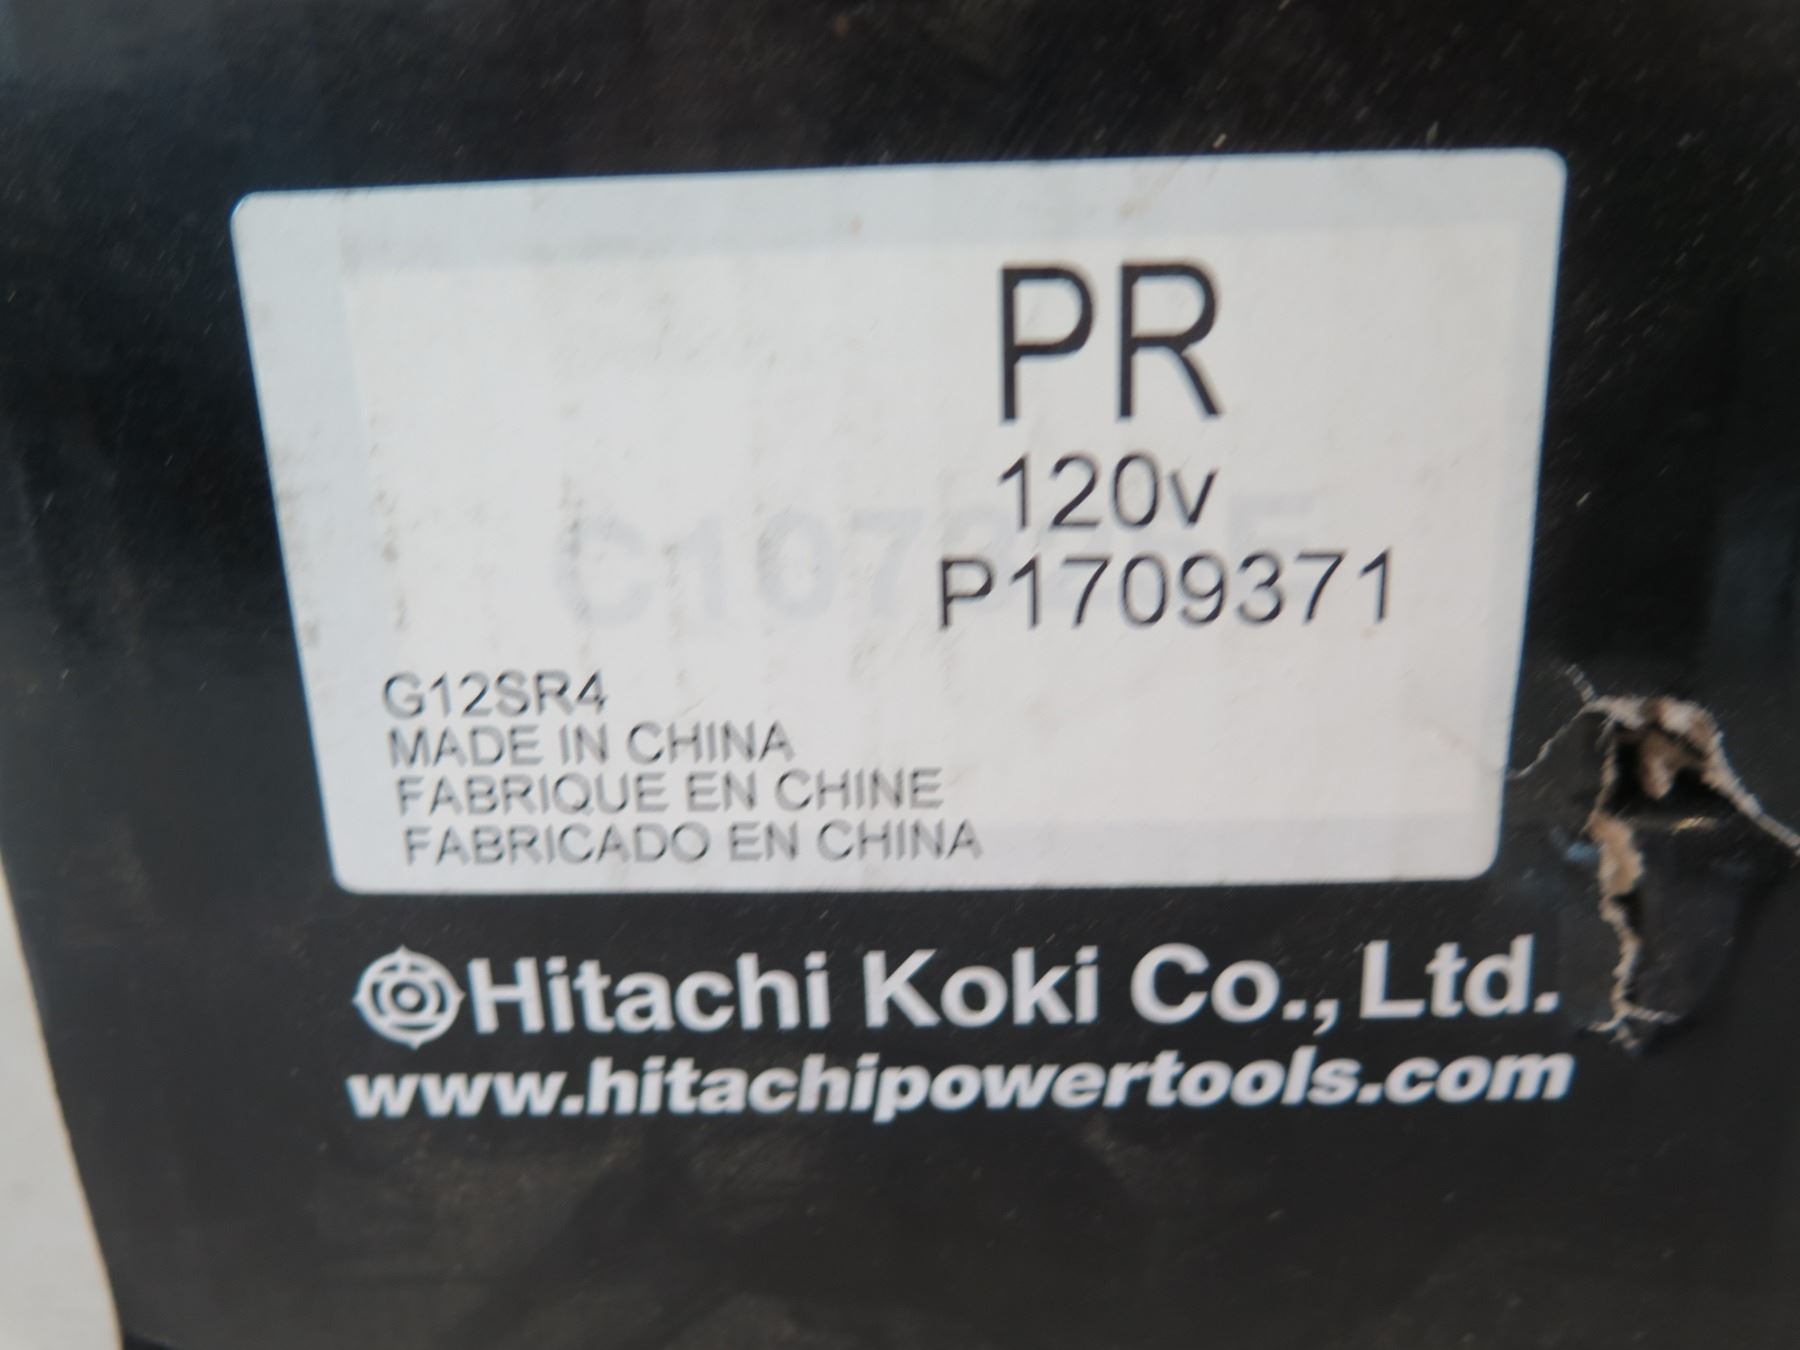 PR
120v
P1709371
G12SR4
MADE IN CHINA
FABRIQUE EN CHINE
FABRICADO EN CHINA
Hitachi Koki Co., Ltd.
www.hitachipowertools.com